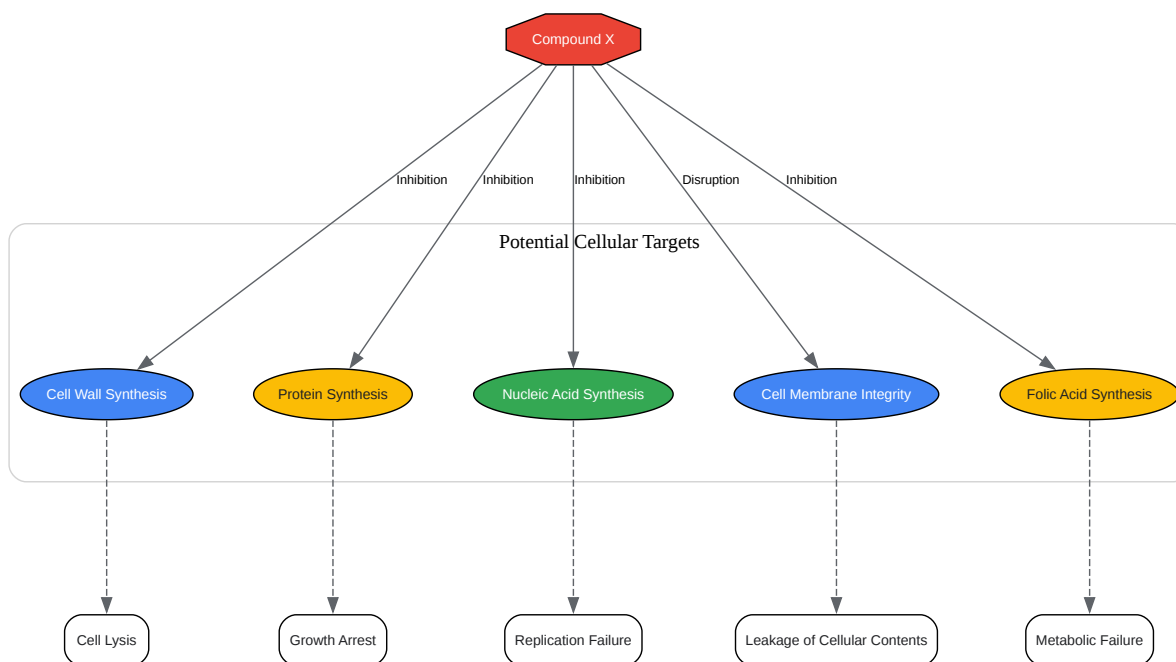 Compound X
Inhibition
Inhibition
Inhibition
Disruption
Inhibition
Potential Cellular Targets
Cell Wall Synthesis
Protein Synthesis
Nucleic Acid Synthesis
Cell Membrane Integrity
Folic Acid Synthesis
Cell Lysis
Growth Arrest
Replication Failure
Leakage of Cellular Contents
Metabolic Failure